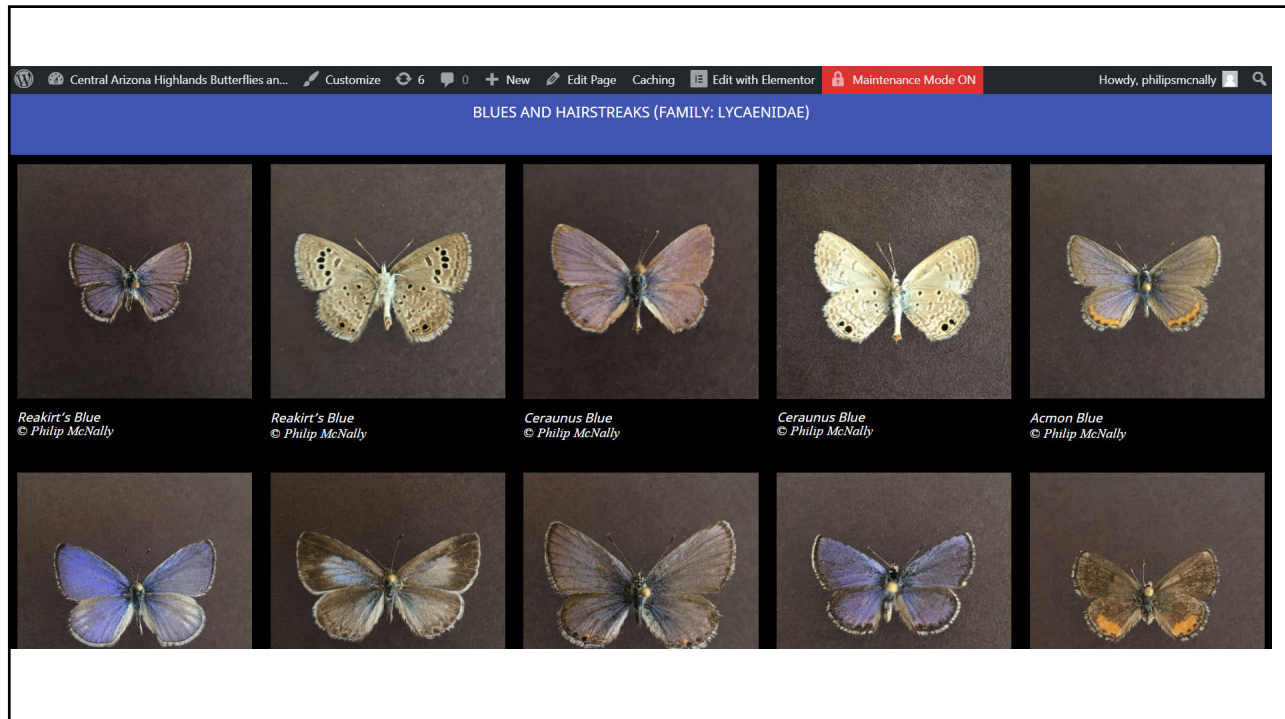 Central Arizona Highlands Butterflies an... Customize 6 0 New Edit Page Caching Edit with Elementor Maintenance Mode ON Howdy, philipsmcnally
BLUES AND HAIRSTREAKS (FAMILY: LYCAENIDAE)
Reakirt's Blue
© Philip McNally
Reakirt's Blue
© Philip McNally
Ceraunus Blue
© Philip McNally
Ceraunus Blue
© Philip McNally
Acmon Blue
© Philip McNally